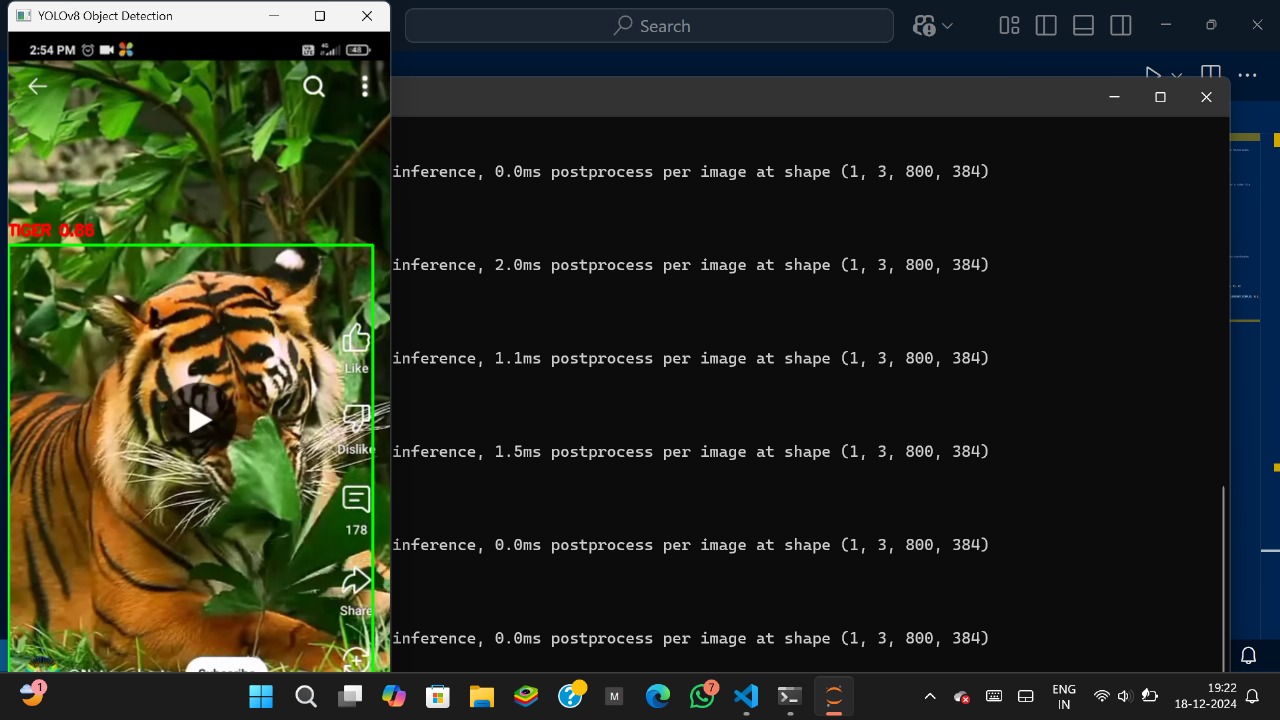 YOLOv8 Object Detection
Search
2:54 PM
48
inference, 0.0ms postprocess per image at shape (1, 3, 800, 384)
TIGER 0.86
inference, 2.0ms postprocess per image at shape (1, 3, 800, 384)
inference, 1.1ms postprocess per image at shape (1, 3, 800, 384)
Like
Dislike
inference, 1.5ms postprocess per image at shape (1, 3, 800, 384)
178
inference, 0.0ms postprocess per image at shape (1, 3, 800, 384)
Share
inference, 0.0ms postprocess per image at shape (1, 3, 800, 384)
1
M
7
ENG
IN
19:22
18-12-2024